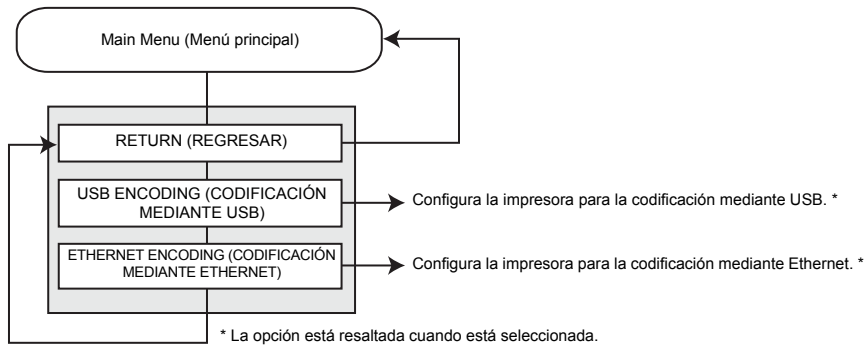 Main Menu (Menú principal)
RETURN (REGRESAR)
USB ENCODING (CODIFICACIÓN
MEDIANTE USB)
Configura la impresora para la codificación mediante USB. *
ETHERNET ENCODING (CODIFICACIÓN
MEDIANTE ETHERNET)
Configura la impresora para la codificación mediante Ethernet. *
* La opción está resaltada cuando está seleccionada.